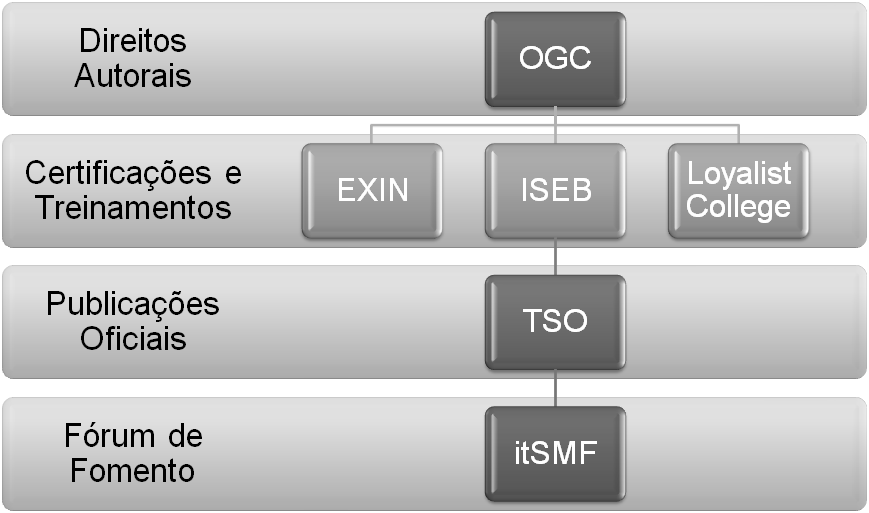 Direitos
Autorais
OGC
Certificações e
Treinamentos
EXIN
ISEB
Loyalist
College
Publicações
Oficiais
TSO
Fórum de
Fomento
itSMF